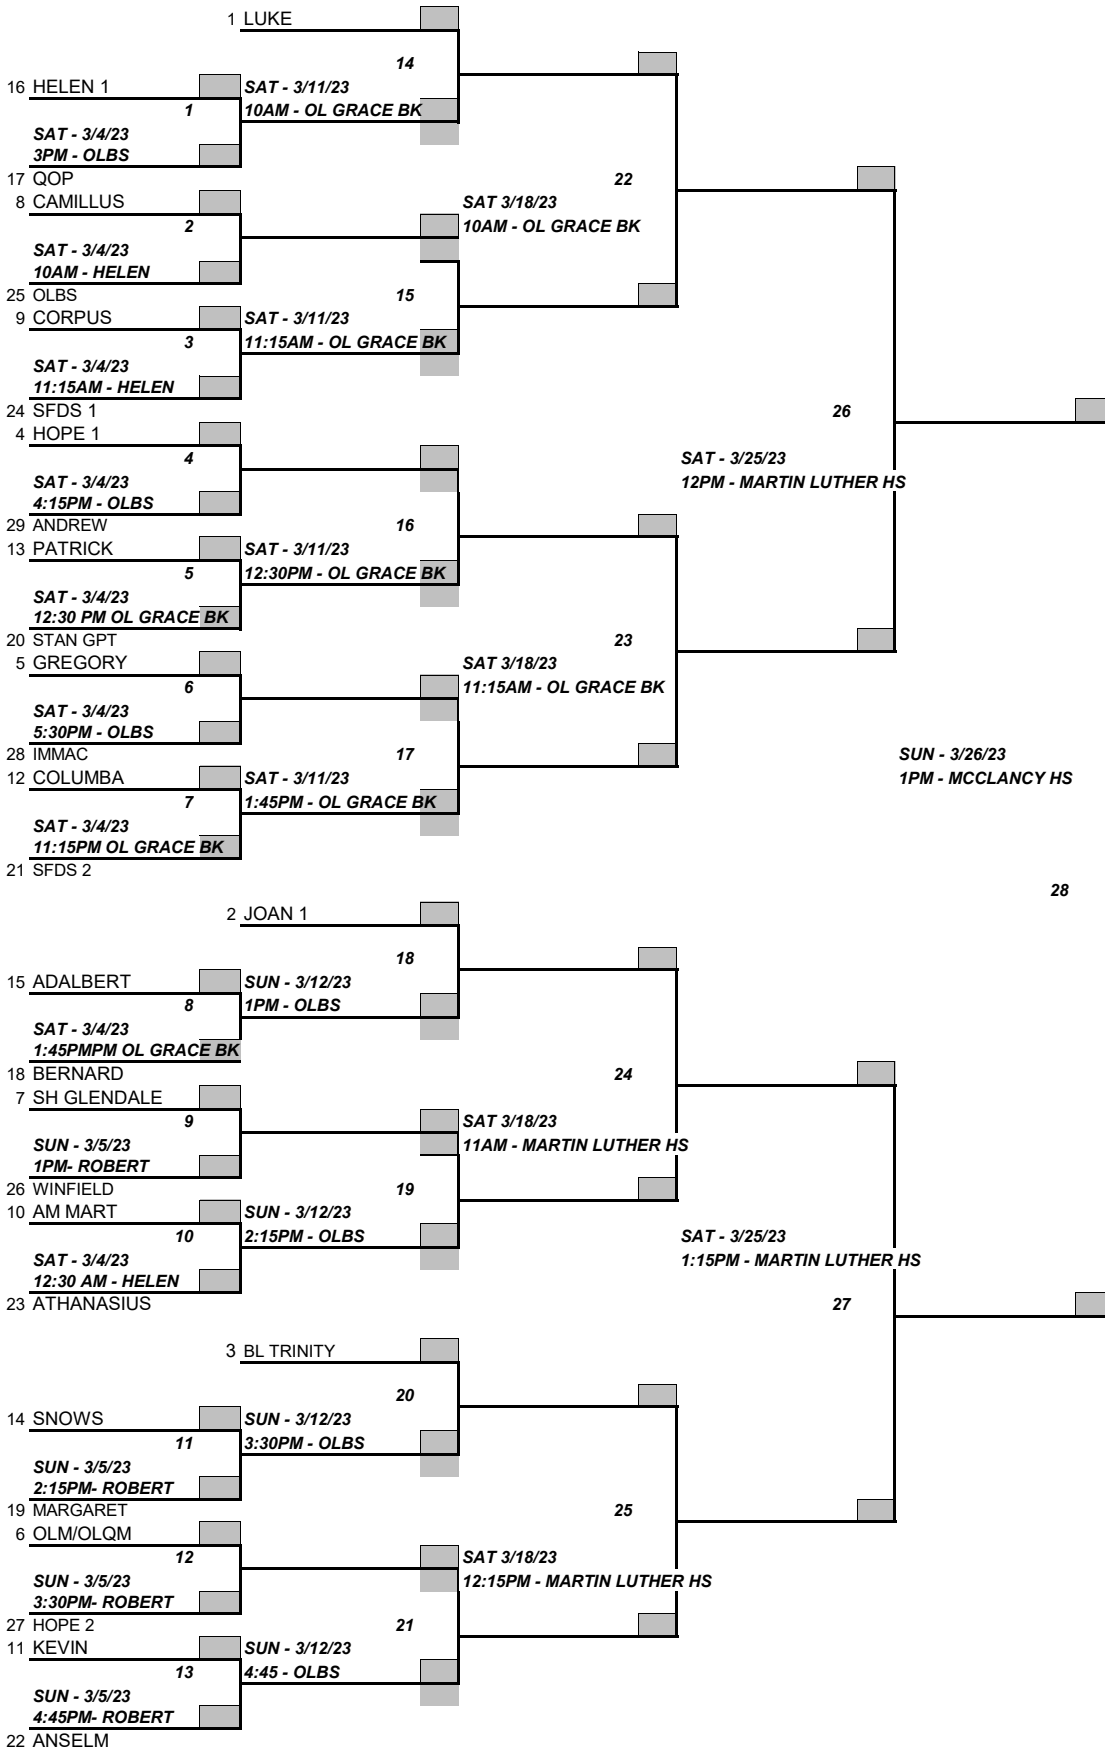 1 LUKE
14
16 HELEN 1
SAT - 3/11/23
1
10AM - OL GRACE BK
SAT - 3/4/23
3PM - OLBS
17 QOP
22
8 CAMILLUS
SAT 3/18/23
2
10AM - OL GRACE BK
SAT - 3/4/23
10AM - HELEN
25 OLBS
15
9 CORPUS
SAT - 3/11/23
3
11:15AM - OL GRACE BK
SAT - 3/4/23
11:15AM - HELEN
24 SFDS 1
26
4 HOPE 1
4
SAT - 3/25/23
SAT - 3/4/23
12PM - MARTIN LUTHER HS
4:15PM - OLBS
29 ANDREW
16
13 PATRICK
SAT - 3/11/23
5
12:30PM - OL GRACE BK
SAT - 3/4/23
12:30 PM OL GRACE BK
20 STAN GPT
23
5 GREGORY
SAT 3/18/23
6
11:15AM - OL GRACE BK
SAT - 3/4/23
5:30PM - OLBS
28 IMMAC
17
SUN - 3/26/23
12 COLUMBA
SAT - 3/11/23
1PM - MCCLANCY HS
7
1:45PM - OL GRACE BK
SAT - 3/4/23
11:15PM OL GRACE BK
21 SFDS 2
28
2 JOAN 1
18
15 ADALBERT
SUN - 3/12/23
8
1PM - OLBS
SAT - 3/4/23
1:45PMPM OL GRACE BK
18 BERNARD
24
7 SH GLENDALE
9
SAT 3/18/23
SUN - 3/5/23
11AM - MARTIN LUTHER HS
1PM- ROBERT
26 WINFIELD
19
10 AM MART
SUN - 3/12/23
10
2:15PM - OLBS
SAT - 3/25/23
SAT - 3/4/23
1:15PM - MARTIN LUTHER HS
12:30 AM - HELEN
23 ATHANASIUS
27
3 BL TRINITY
20
14 SNOWS
SUN - 3/12/23
11
3:30PM - OLBS
SUN - 3/5/23
2:15PM- ROBERT
19 MARGARET
25
6 OLM/OLQM
12
SAT 3/18/23
SUN - 3/5/23
12:15PM - MARTIN LUTHER HS
3:30PM- ROBERT
27 HOPE 2
21
11 KEVIN
SUN - 3/12/23
13
4:45 - OLBS
SUN - 3/5/23
4:45PM- ROBERT
22 ANSELM